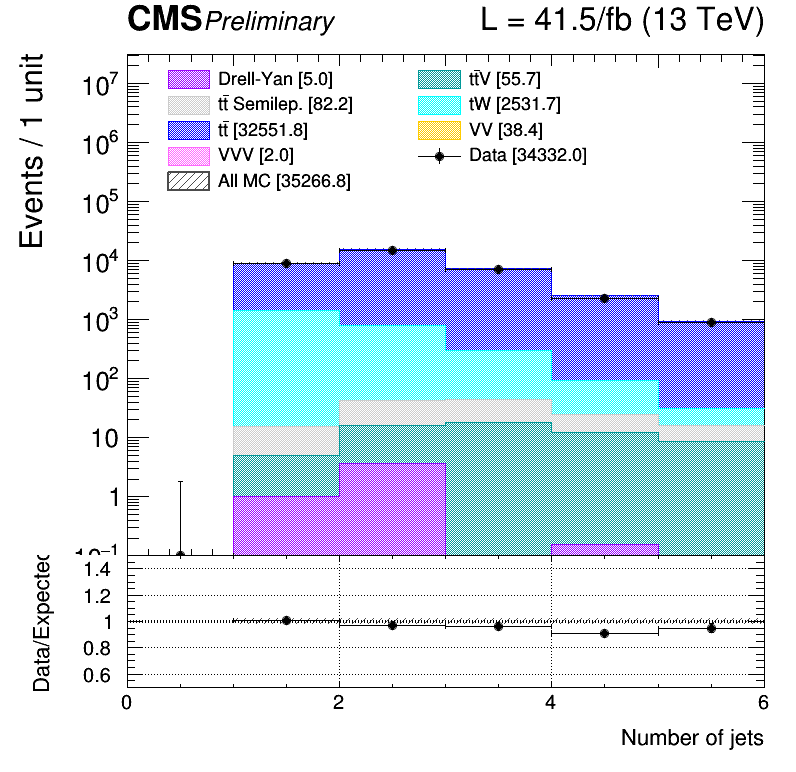 CMS Preliminary L = 41.5/fb (13 TeV)
Events / 1 unit
10⁷
10⁶
10⁵
10⁴
10³
10²
10
1
10⁻¹
Drell-Yan [5.0]
tt̄ Semilep. [82.2]
tt̄ [32551.8]
VVV [2.0]
All MC [35266.8]
tt̄V [55.7]
tW [2531.7]
VV [38.4]
Data [34332.0]
Data/Expected
1.4
1.2
1
0.8
0.6
0 2 4 6
Number of jets